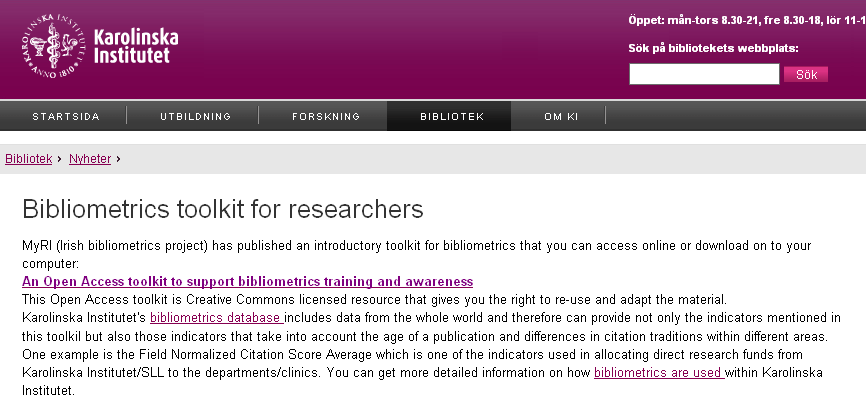 KAROLINSKA INSTITUTET ANNO 1810
Karolinska
Institutet
Öppet: mån-tors 8.30-21, fre 8.30-18, lör 11-1
Sök på bibliotekets webbplats:
Sök
STARTSIDA UTBILDNING FORSKNING BIBLIOTEK OM KI
Bibliotek › Nyheter ›
Bibliometrics toolkit for researchers
MyRI (Irish bibliometrics project) has published an introductory toolkit for bibliometrics that you can access online or download on to your
computer:
An Open Access toolkit to support bibliometrics training and awareness
This Open Access toolkit is Creative Commons licensed resource that gives you the right to re-use and adapt the material.
Karolinska Institutet's bibliometrics database includes data from the whole world and therefore can provide not only the indicators mentioned in
this toolkil but also those indicators that take into account the age of a publication and differences in citation traditions within different areas.
One example is the Field Normalized Citation Score Average which is one of the indicators used in allocating direct research funds from
Karolinska Institutet/SLL to the departments/clinics. You can get more detailed information on how bibliometrics are used within Karolinska
Institutet.